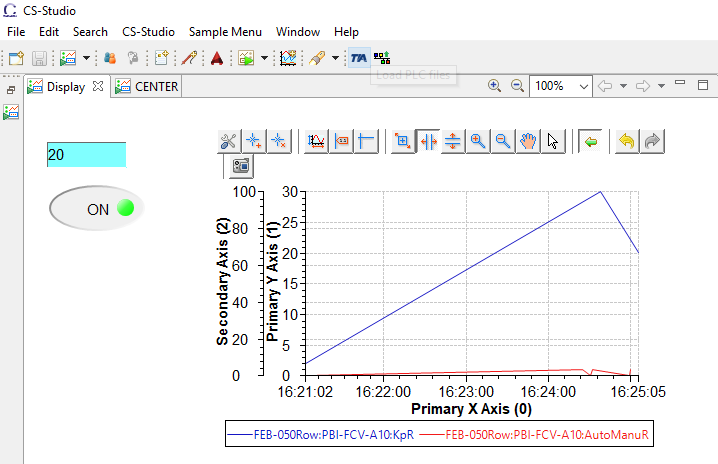 CS-Studio
File Edit Search CS-Studio Sample Menu Window Help
Load PLC files
Display CENTER 100%
20
ON
Secondary Axis (2)
100
80
60
40
20
0
Primary Y Axis (1)
30
25
20
15
10
5
0
16:21:02 16:22:00 16:23:00 16:24:00 16:25:05
Primary X Axis (0)
FEB-050Row:PBI-FCV-A10:KpR FEB-050Row:PBI-FCV-A10:AutoManuR